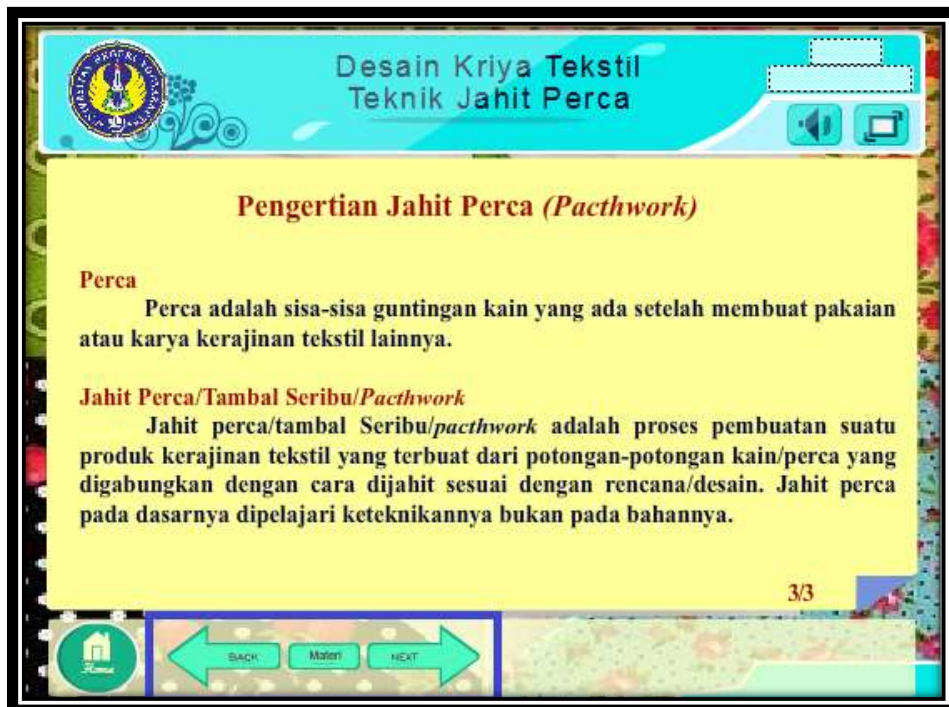 Desain Kriya Tekstil
Teknik Jahit Perca
Pengertian Jahit Perca (Pacthwork)
Perca
Perca adalah sisa-sisa guntingan kain yang ada setelah membuat pakaian
atau karya kerajinan tekstil lainnya.
Jahit Perca/Tambal Seribu/Pacthwork
Jahit perca/tambal Seribu/pacthwork adalah proses pembuatan suatu
produk kerajinan tekstil yang terbuat dari potongan-potongan kain/perca yang
digabungkan dengan cara dijahit sesuai dengan rencana/desain. Jahit perca
pada dasarnya dipelajari keteknikannya bukan pada bahannya.
3/3
Home
BACK
Materi
NEXT